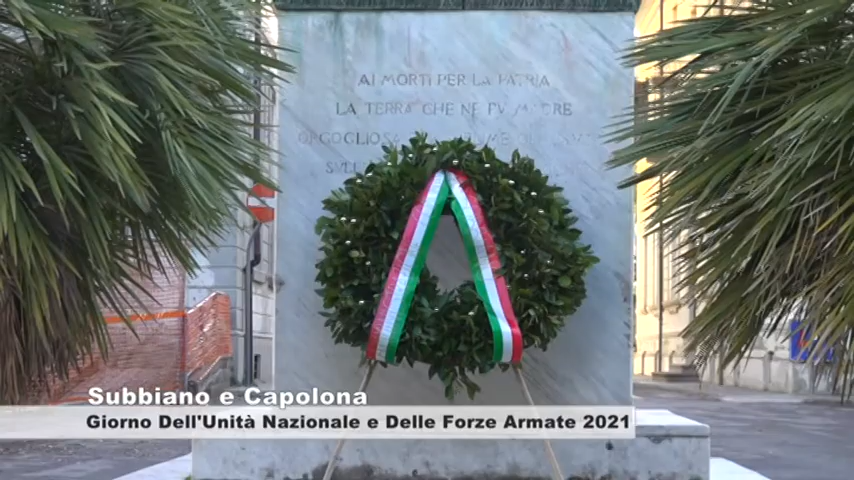 AI MORTI PER LA PATRIA
LA TERRA CHE NE FV MADRE
ORGOGLIOSA
Subbiano e Capolona
Giorno Dell'Unità Nazionale e Delle Forze Armate 2021